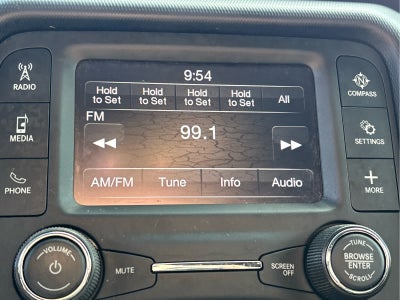 9:54
Hold to Set Hold to Set Hold to Set Hold to Set All
FM
99.1
AM/FM Tune Info Audio
RADIO
MEDIA
PHONE
COMPASS
SETTINGS
MORE
VOLUME
MUTE
SCREEN OFF
TUNE
BROWSE
ENTER
SCROLL
N